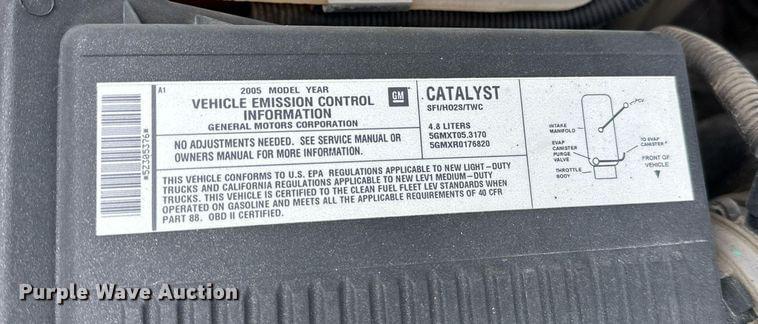 A1
2005 MODEL YEAR
VEHICLE EMISSION CONTROL
INFORMATION
GENERAL MOTORS CORPORATION
GM
NO ADJUSTMENTS NEEDED. SEE SERVICE MANUAL OR
OWNERS MANUAL FOR MORE INFORMATION.
CATALYST
SFI/HO2S/TWC
4.8 LITERS
5GMXT05.3170
5GMXR0176820
THIS VEHICLE CONFORMS TO U.S. EPA REGULATIONS APPLICABLE TO NEW LIGHT-DUTY
TRUCKS AND CALIFORNIA REGULATIONS APPLICABLE TO NEW LEV1 MEDIUM-DUTY
TRUCKS. THIS VEHICLE IS CERTIFIED TO THE CLEAN FUEL FLEET LEV STANDARDS WHEN
OPERATED ON GASOLINE AND MEETS ALL THE APPLICABLE REQUIREMENTS OF 40 CFR
PART 88. OBD II CERTIFIED.
*52305376*
PCV
INTAKE
MANIFOLD
EVAP
CANISTER
PURGE
VALVE
THROTTLE
BODY
TO EVAP
CANISTER
FRONT OF
VEHICLE
Purple Wave Auction